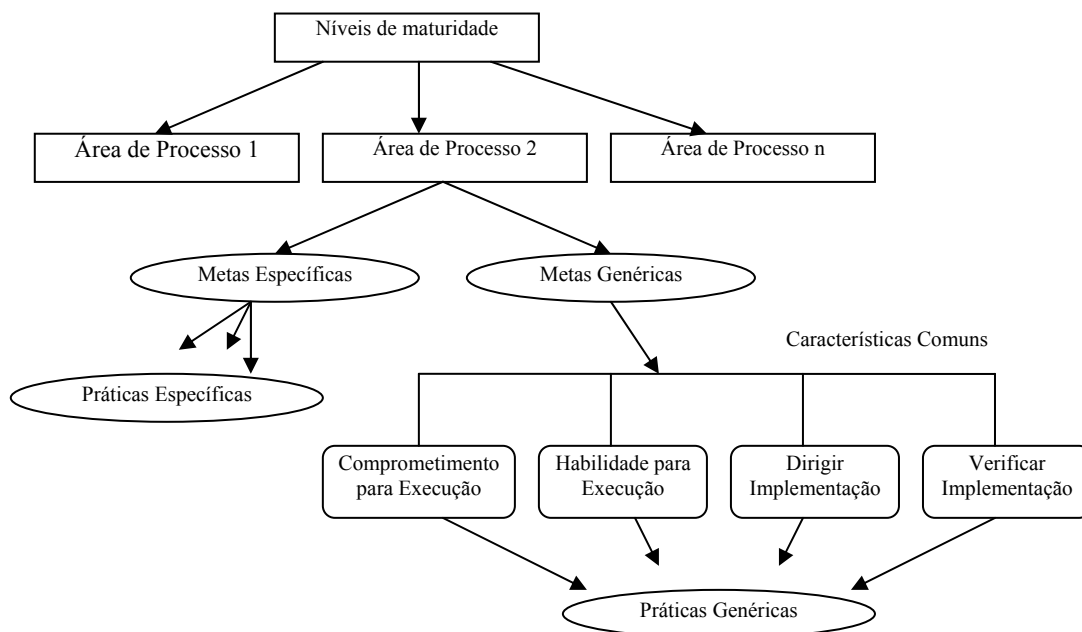 Níveis de maturidade
Área de Processo 1
Área de Processo 2
Área de Processo n
Metas Específicas
Metas Genéricas
Características Comuns
Práticas Específicas
Comprometimento
para Execução
Habilidade para
Execução
Dirigir
Implementação
Verificar
Implementação
Práticas Genéricas